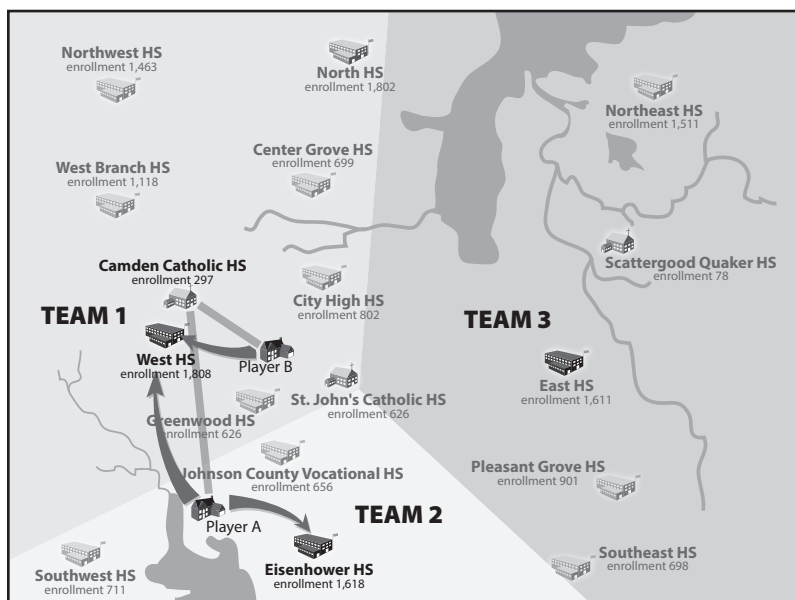 Northwest HS
enrollment 1,463
North HS
enrollment 1,802
Northeast HS
enrollment 1,511
Center Grove HS
enrollment 699
West Branch HS
enrollment 1,118
Camden Catholic HS
enrollment 297
Scattergood Quaker HS
enrollment 78
City High HS
enrollment 802
TEAM 1
TEAM 3
West HS
enrollment 1,808
Player B
East HS
enrollment 1,611
St. John's Catholic HS
enrollment 626
Greenwood HS
enrollment 626
Johnson County Vocational HS
enrollment 656
Pleasant Grove HS
enrollment 901
TEAM 2
Player A
Southeast HS
enrollment 698
Eisenhower HS
enrollment 1,618
Southwest HS
enrollment 711